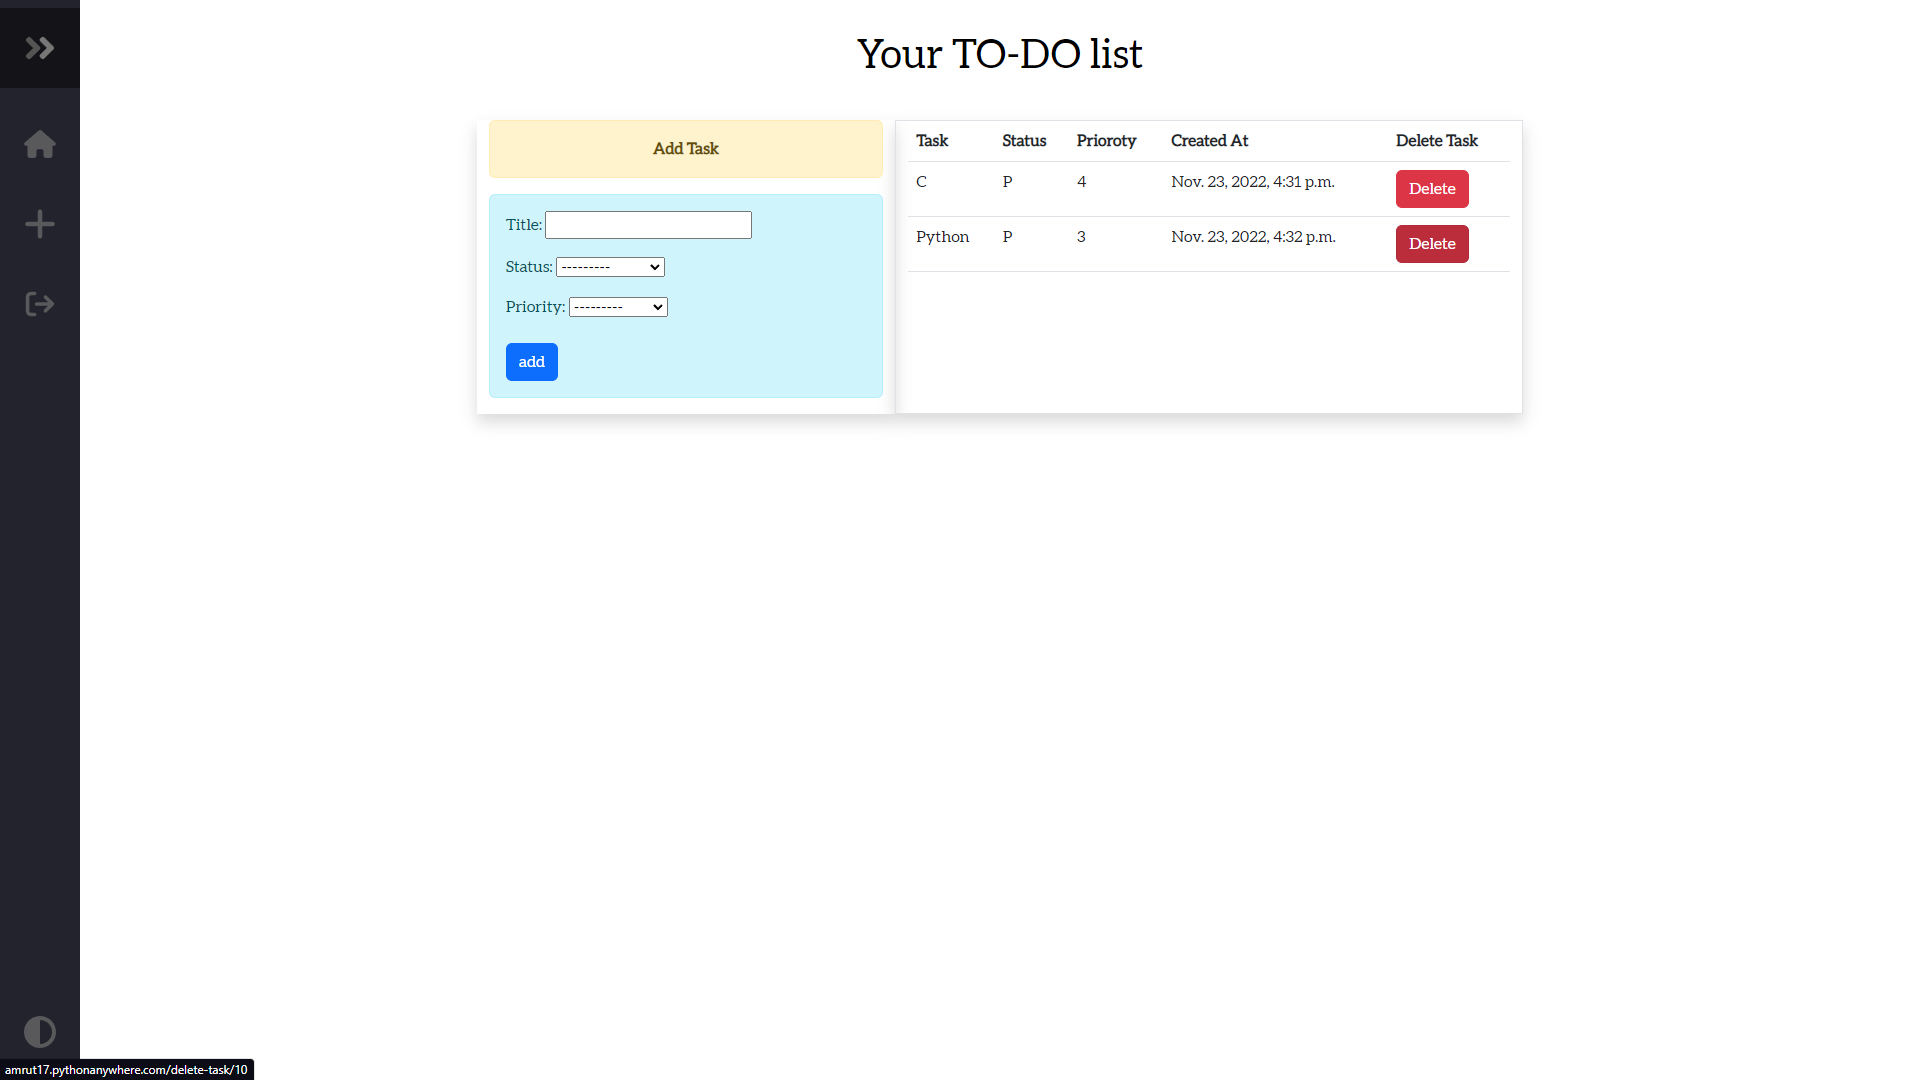 Your TO-DO list
Add Task
Title:
Status: ---------
Priority: ---------
add
Task Status Prioroty Created At Delete Task
C P 4 Nov. 23, 2022, 4:31 p.m. Delete
Python P 3 Nov. 23, 2022, 4:32 p.m. Delete
amrut17.pythonanywhere.com/delete-task/10